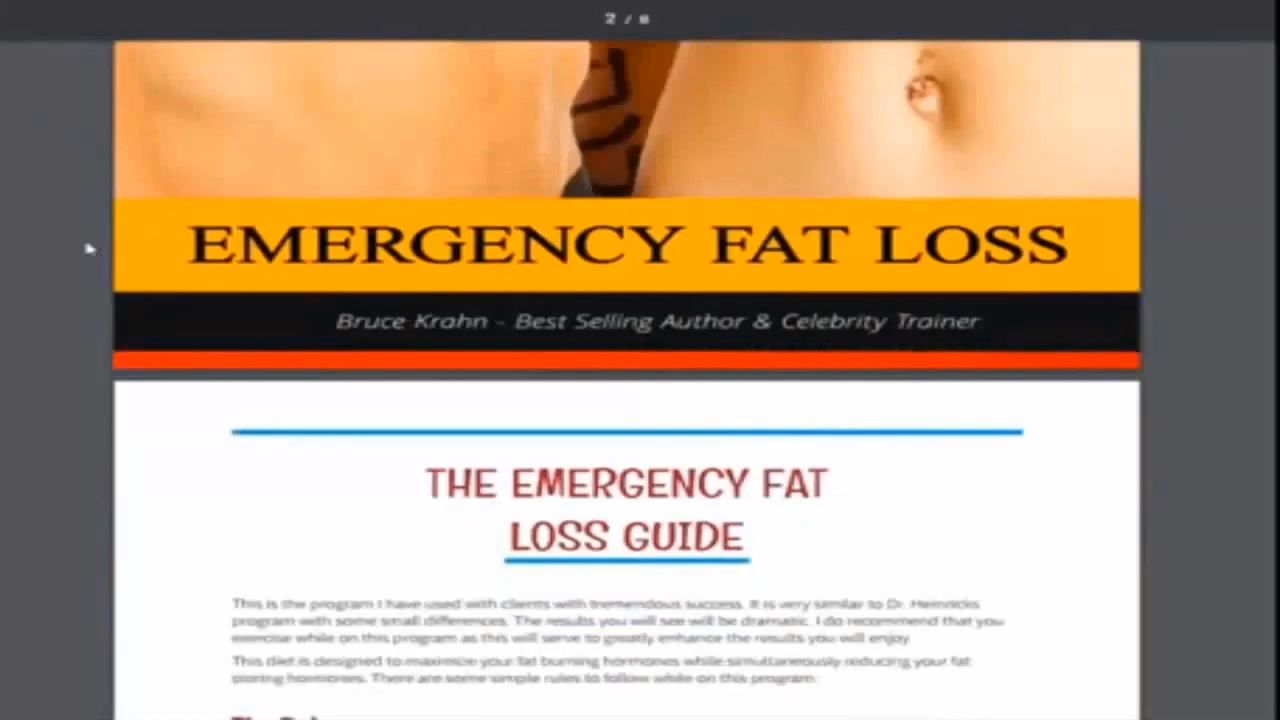 2 / 8
EMERGENCY FAT LOSS
Bruce Krahn - Best Selling Author & Celebrity Trainer
THE EMERGENCY FAT
LOSS GUIDE
This is the program I have used with clients with tremendous success. It is very similar to Dr. Heinricks
program with some small differences. The results you will see will be dramatic. I do recommend that you
exercise while on this program as this will serve to greatly enhance the results you will enjoy
This diet is designed to maximize your fat burning hormones while simultaneously reducing your fat
storing hormones. There are some simple rules to follow while on this program: